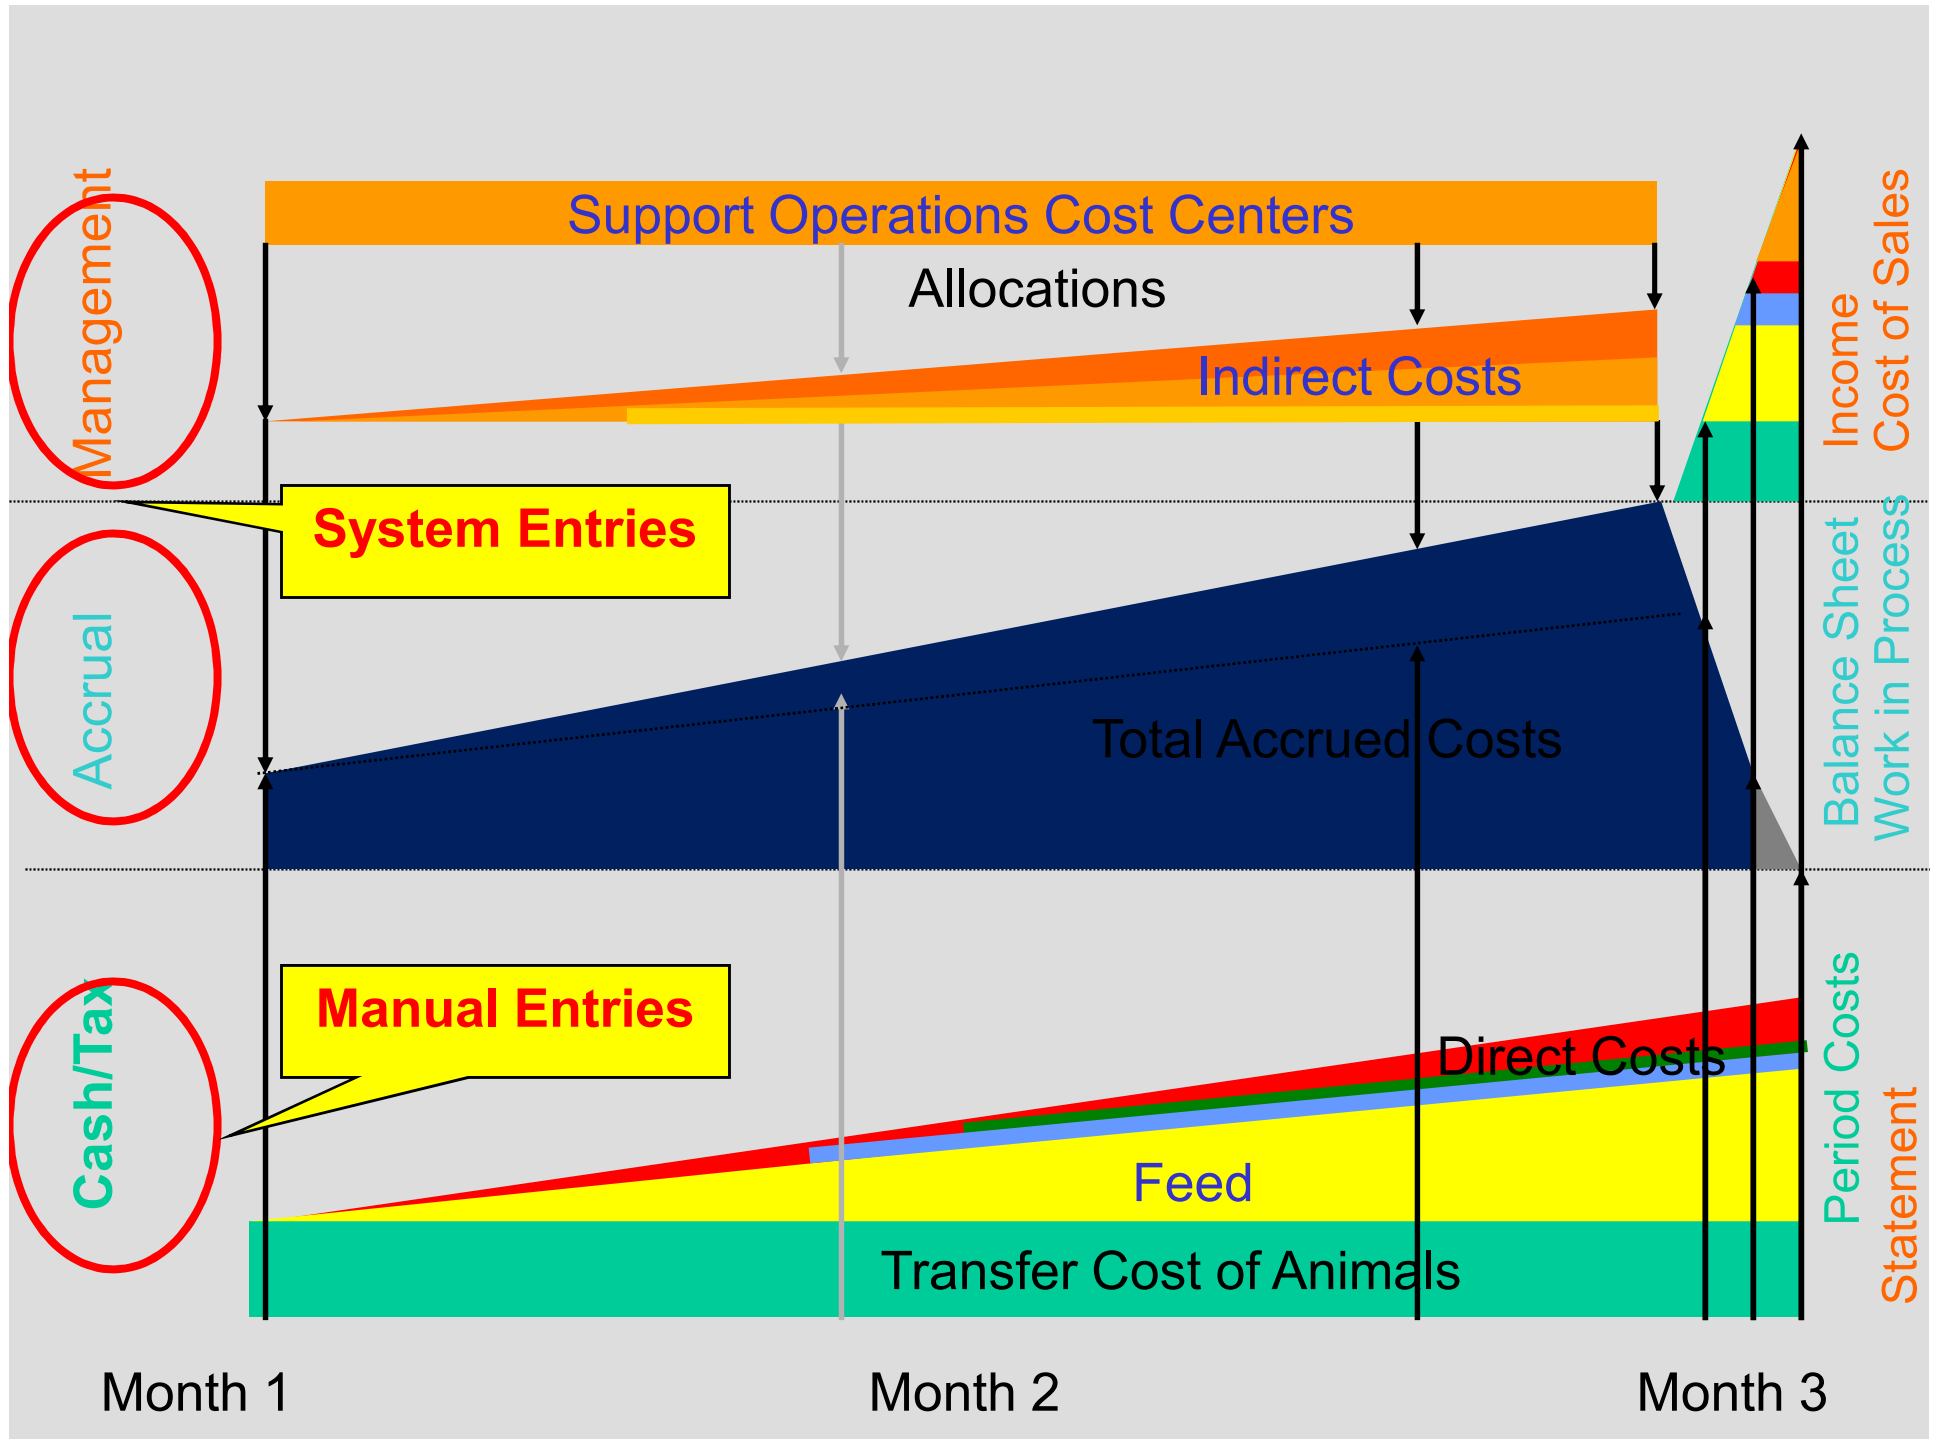 Management
Support Operations Cost Centers
Allocations
Indirect Costs
Income
Cost of Sales
System Entries
Accrual
Total Accrued Costs
Balance Sheet
Work in Process
Manual Entries
Cash/Tax
Direct Costs
Feed
Transfer Cost of Animals
Period Costs
Statement
Month 1
Month 2
Month 3